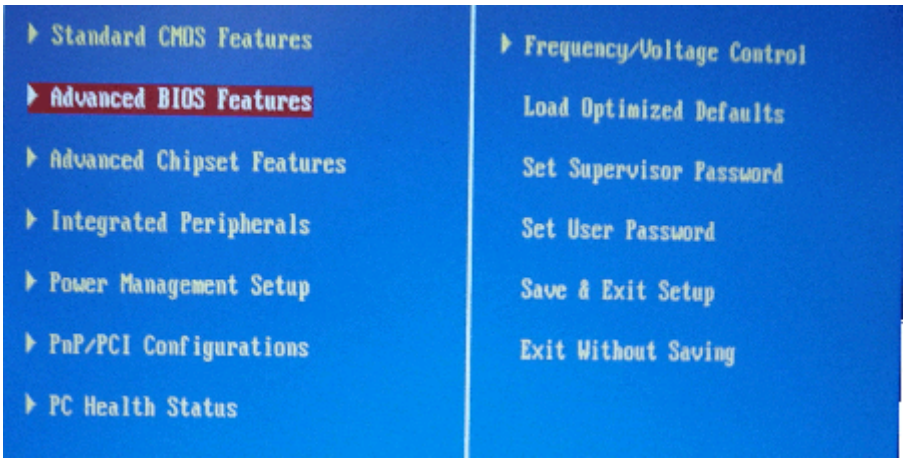 Standard CMOS Features
Advanced BIOS Features
Advanced Chipset Features
Integrated Peripherals
Power Management Setup
PnP/PCI Configurations
PC Health Status
Frequency/Voltage Control
Load Optimized Defaults
Set Supervisor Password
Set User Password
Save & Exit Setup
Exit Without Saving